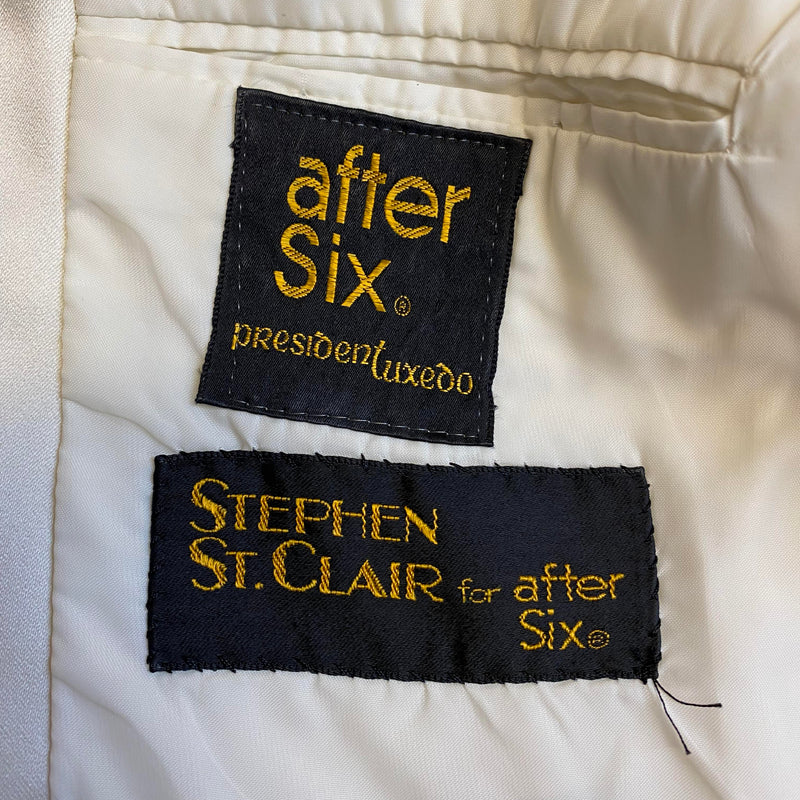 after
Six®
presidentuxedo
STEPHEN
ST. CLAIR for after
Six®